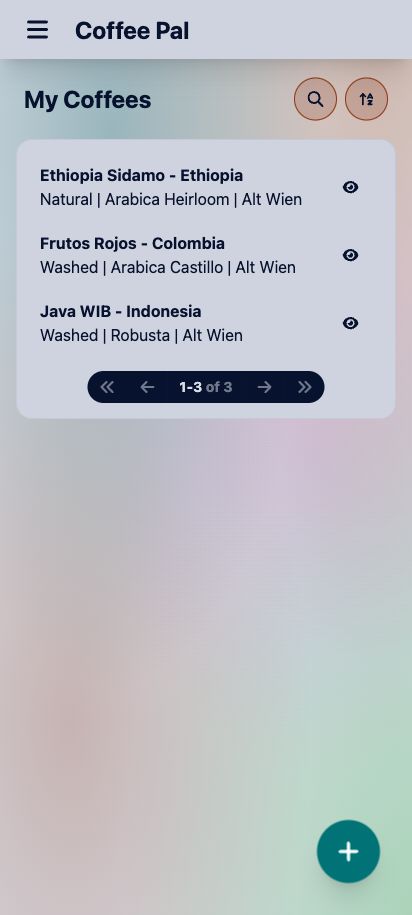 Coffee Pal
My Coffees
Ethiopia Sidamo - Ethiopia
Natural | Arabica Heirloom | Alt Wien
Frutos Rojos - Colombia
Washed | Arabica Castillo | Alt Wien
Java WIB - Indonesia
Washed | Robusta | Alt Wien
1-3 of 3